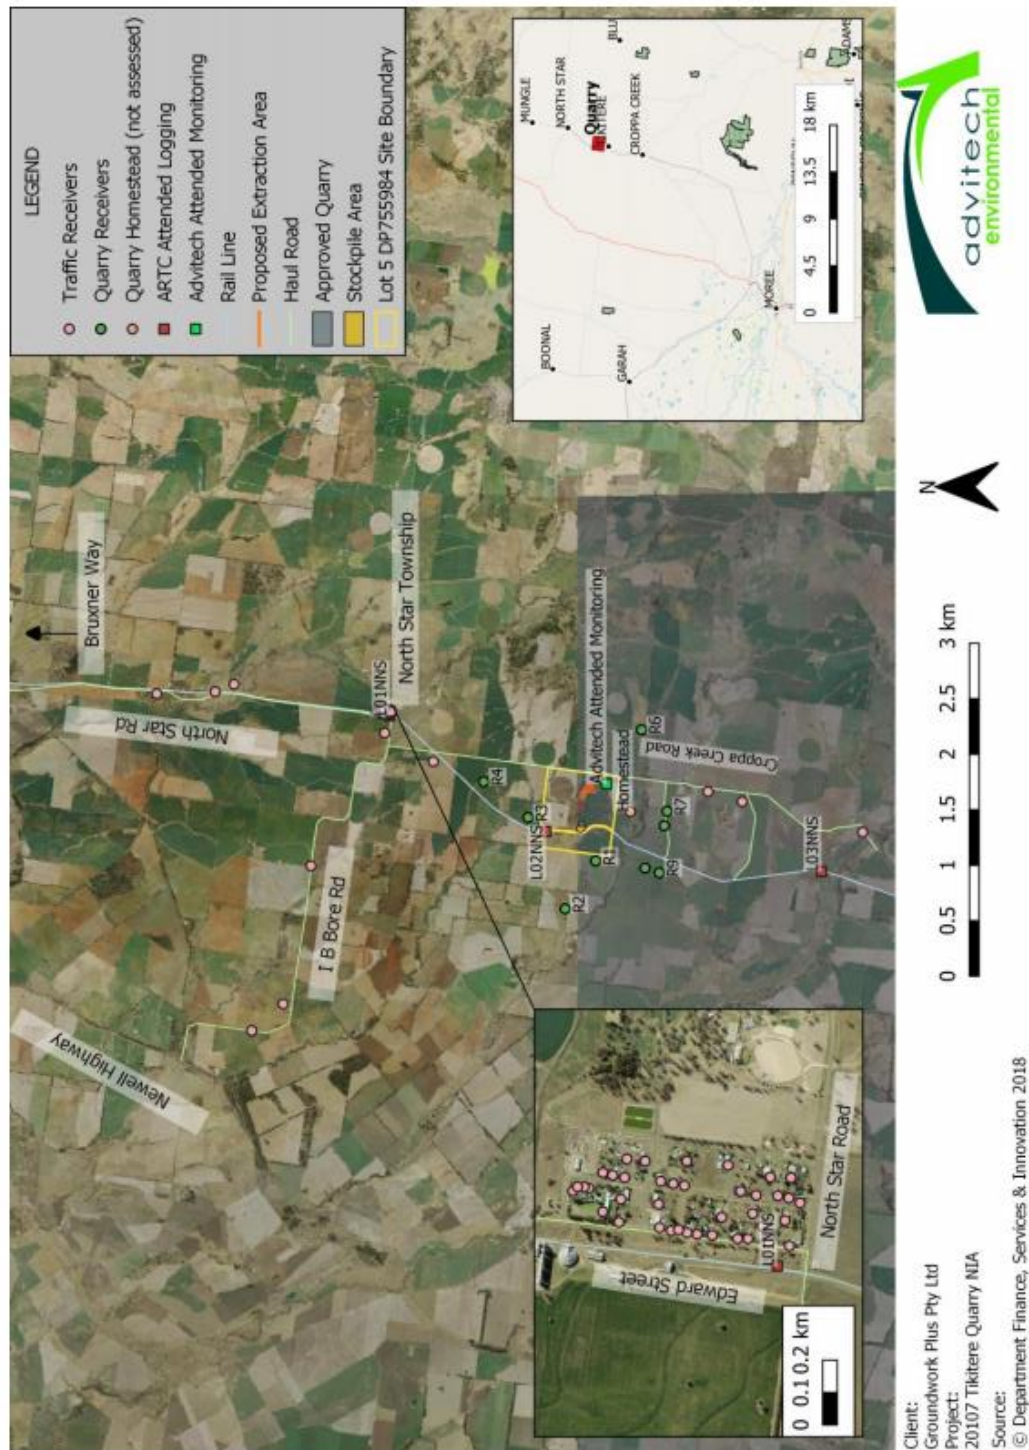 LEGEND
Traffic Receivers
Quarry Receivers
Quarry Homestead (not assessed)
ARTC Attended Logging
Advitech Attended Monitoring
Rail Line
Proposed Extraction Area
Haul Road
Approved Quarry
Stockpile Area
Lot 5 DP755984 Site Boundary
Bruxner Way
North Star Rd
Newell Highway
I B Bore Rd
L01NNS
North Star Township
R4
L02NNS
R3
R2
R1
Advitech Attended Monitoring
Homestead
R6
Croppa Creek Road
R7
R9
L03NNS
MUNGLE
NORTH STAR
BLU
Quarry
CROPPA CREEK
BOONAL
GARAH
MOREE
ADAMS
0 4.5 9 13.5 18 km
Edward Street
L01NNS
North Star Road
0 0.1 0.2 km
0 0.5 1 1.5 2 2.5 3 km
N
advitech
environmental
Client:
Groundwork Plus Pty Ltd
Project:
20107 Tikitere Quarry NIA
Source:
© Department Finance, Services & Innovation 2018